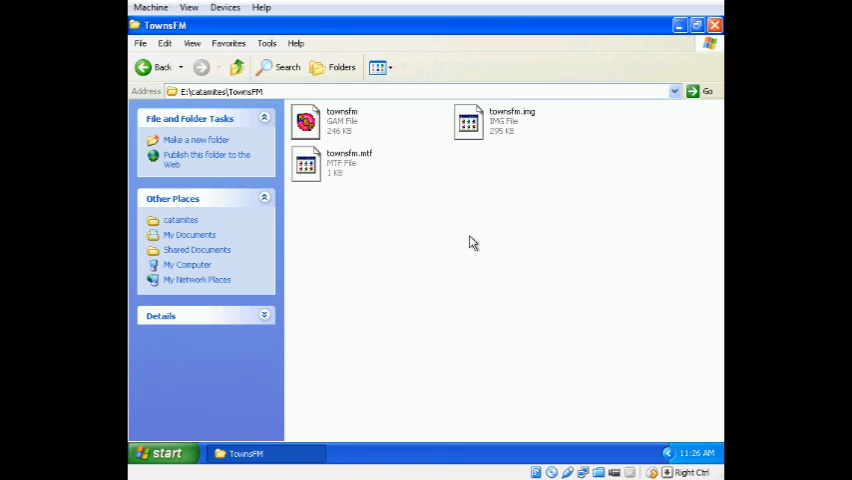 Machine View Devices Help
TownsFM
File Edit View Favorites Tools Help
Back Search Folders
Address E:\catamites\TownsFM Go
File and Folder Tasks
Make a new folder
Publish this folder to the
Web
Other Places
catamites
My Documents
Shared Documents
My Computer
My Network Places
Details
townsfm
GAM File
246 KB
townsfm.img
IMG File
295 KB
townsfm.mtf
MTF File
1 KB
start TownsFM 11:26 AM
Right Ctrl